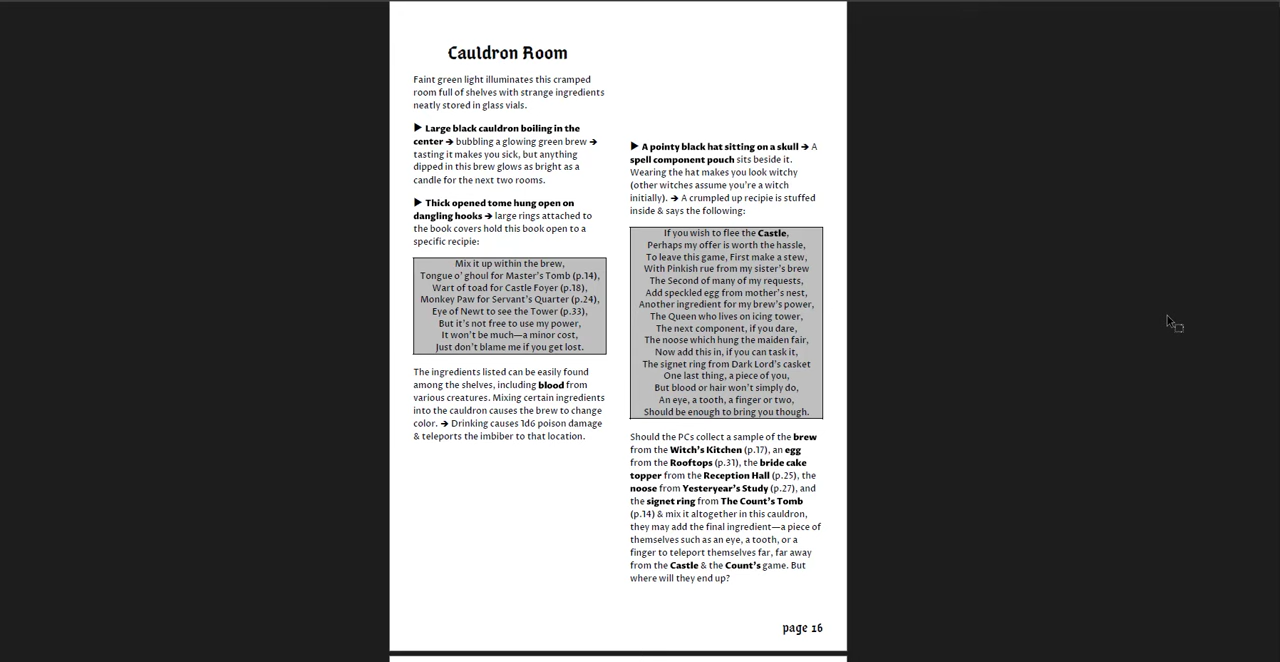 Cauldron Room
Faint green light illuminates this cramped
room full of shelves with strange ingredients
neatly stored in glass vials.
▶ Large black cauldron boiling in the
center → bubbling a glowing green brew →
tasting it makes you sick, but anything
dipped in this brew glows as bright as a
candle for the next two rooms.
▶ Thick opened tome hung open on
dangling hooks → large rings attached to
the book covers hold this book open to a
specific recipie:
Mix it up within the brew,
Tongue o' ghoul for Master's Tomb (p.14),
Wart of toad for Castle Foyer (p.18),
Monkey Paw for Servant's Quarter (p.24),
Eye of Newt to see the Tower (p.33),
But it's not free to use my power,
It won't be much—a minor cost,
Just don't blame me if you get lost.
The ingredients listed can be easily found
among the shelves, including blood from
various creatures. Mixing certain ingredients
into the cauldron causes the brew to change
color. → Drinking causes 1d6 poison damage
& teleports the imbiber to that location.
▶ A pointy black hat sitting on a skull → A
spell component pouch sits beside it.
Wearing the hat makes you look witchy
(other witches assume you're a witch
initially). → A crumpled up recipie is stuffed
inside & says the following:
If you wish to flee the Castle,
Perhaps my offer is worth the hassle,
To leave this game, First make a stew,
With Pinkish rue from my sister's brew
The Second of many of my requests,
Add speckled egg from mother's nest,
Another ingredient for my brew's power,
The Queen who lives on icing tower,
The next component, if you dare,
The noose which hung the maiden fair,
Now add this in, if you can task it,
The signet ring from Dark Lord's casket
One last thing, a piece of you,
But blood or hair won't simply do,
An eye, a tooth, a finger or two,
Should be enough to bring you though.
Should the PCs collect a sample of the brew
from the Witch's Kitchen (p.17), an egg
from the Rooftops (p.31), the bride cake
topper from the Reception Hall (p.25), the
noose from Yesteryear's Study (p.27), and
the signet ring from The Count's Tomb
(p.14) & mix it altogether in this cauldron,
they may add the final ingredient—a piece of
themselves such as an eye, a tooth, or a
finger to teleport themselves far, far away
from the Castle & the Count's game. But
where will they end up?
page 16